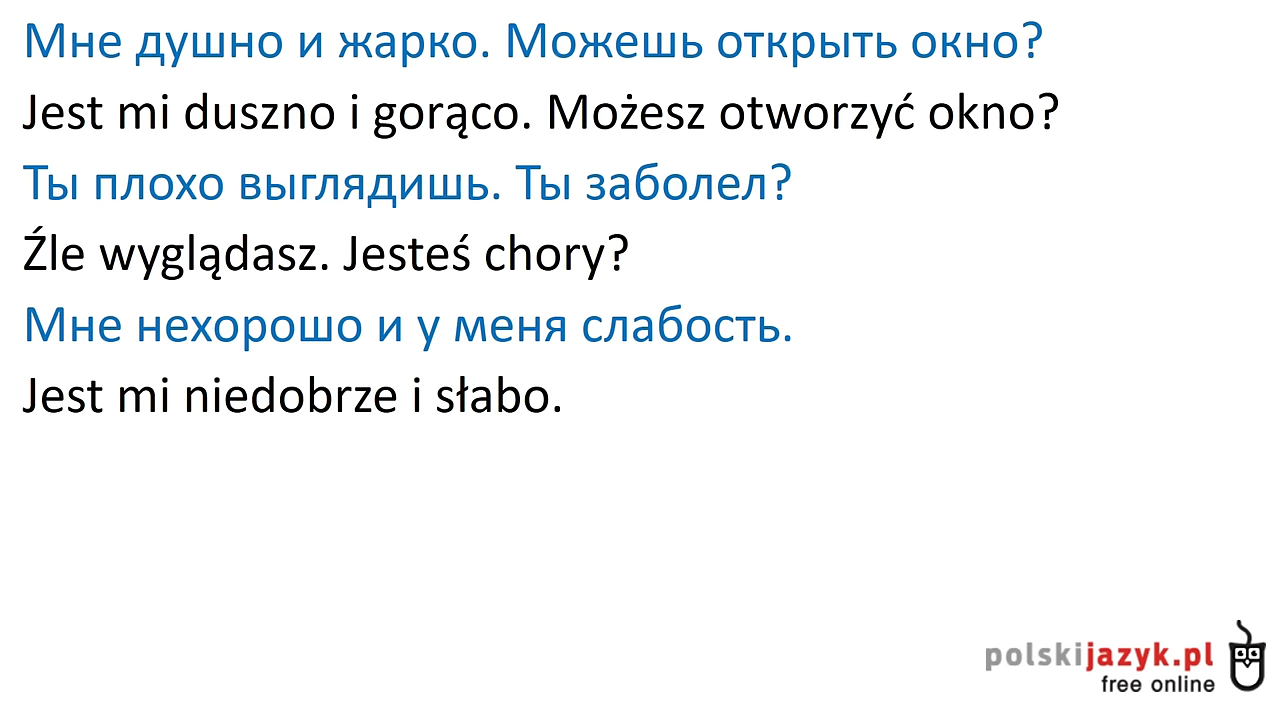 Мне душно и жарко. Можешь открыть окно?
Jest mi duszno i gorąco. Możesz otworzyć okno?
Ты плохо выглядишь. Ты заболел?
Źle wyglądasz. Jesteś chory?
Мне нехорошо и у меня слабость.
Jest mi niedobrze i słabo.
polskijazyk.pl
free online